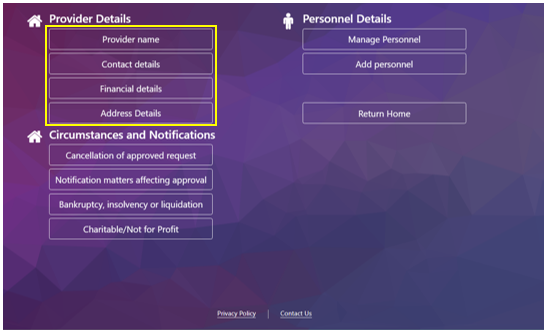 Provider Details
Provider name
Contact details
Financial details
Address Details
Circumstances and Notifications
Cancellation of approved request
Notification matters affecting approval
Bankruptcy, insolvency or liquidation
Charitable/Not for Profit
Personnel Details
Manage Personnel
Add personnel
Return Home
Privacy Policy | Contact Us